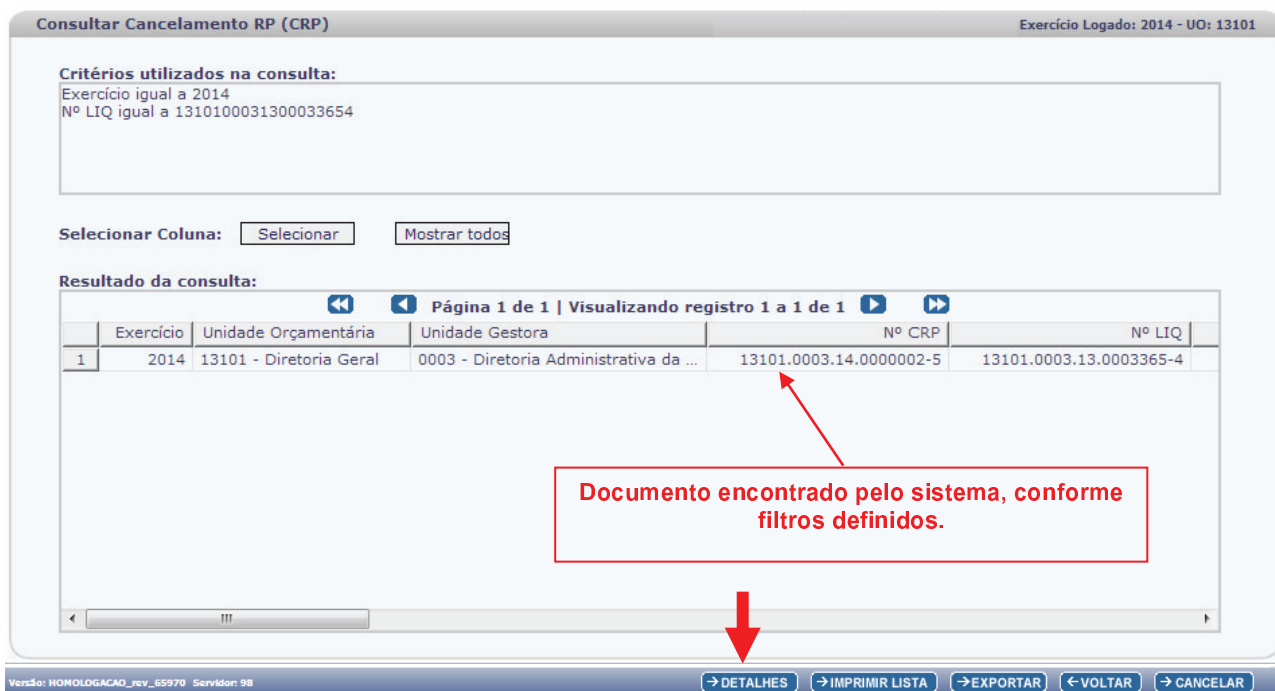 Consultar Cancelamento RP (CRP) Exercício Logado: 2014 - UO: 13101
Critérios utilizados na consulta:
Exercício igual a 2014
Nº LIQ igual a 1310100031300033654
Selecionar Coluna: Selecionar Mostrar todos
Resultado da consulta:
Página 1 de 1 | Visualizando registro 1 a 1 de 1
Exercício Unidade Orçamentária Unidade Gestora Nº CRP Nº LIQ
1 2014 13101 - Diretoria Geral 0003 - Diretoria Administrativa da ... 13101.0003.14.0000002-5 13101.0003.13.0003365-4
Documento encontrado pelo sistema, conforme
filtros definidos.
Versão: HOMOLOGACAO_rev_65970 Servidor: 98 DETALHES IMPRIMIR LISTA EXPORTAR VOLTAR CANCELAR